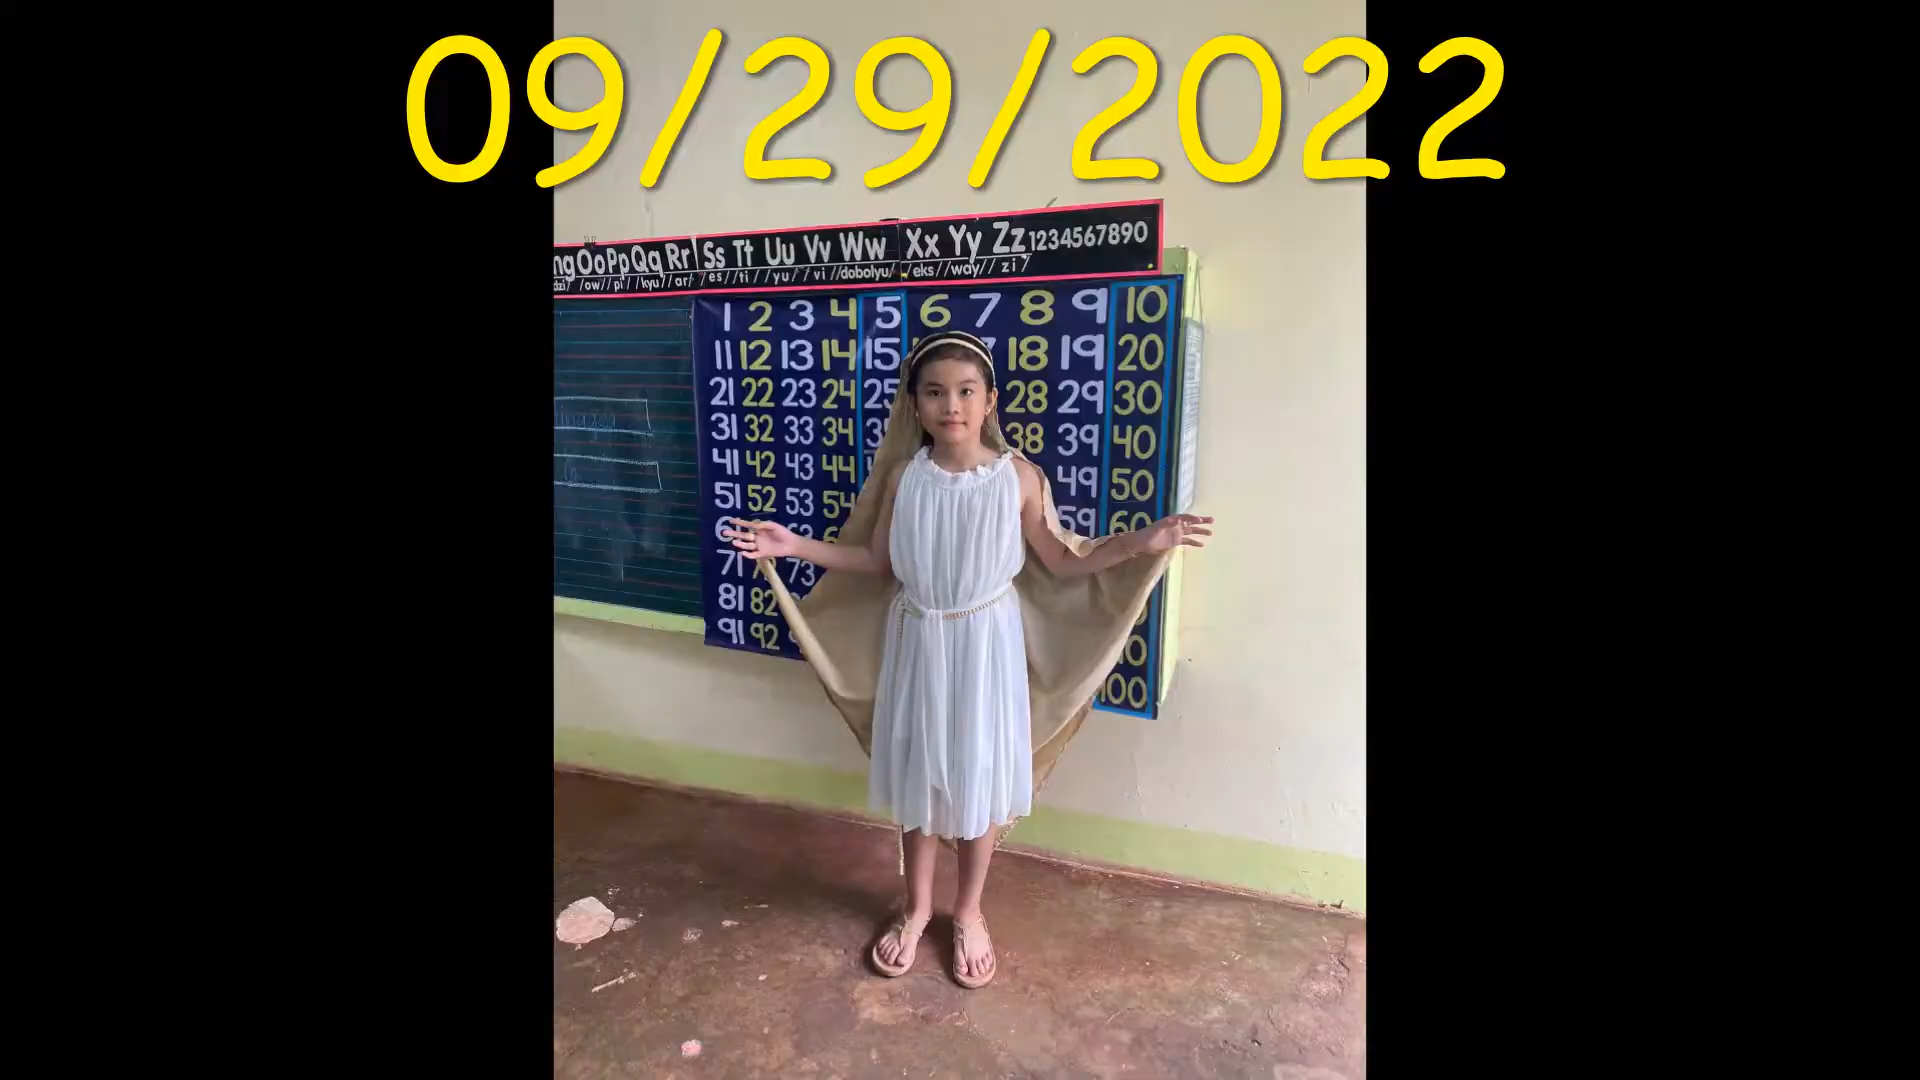 09/29/2022
Oo Pp Qq Rr Ss Tt Uu Vv Ww Xx Yy Zz 1234567890
/ow/ /pi/ /kyu/ /ar/ /es/ /ti/ /yu/ /vi/ /dobolyu/ /eks/ /way/ /zi/
1 2 3 4 5 6 7 8 9 10
11 12 13 14 15 18 19 20
21 22 23 24 25 28 29 30
31 32 33 34 38 39 40
41 42 43 44 49 50
51 52 53 54 59 60
71 73
81 82
91 92
100